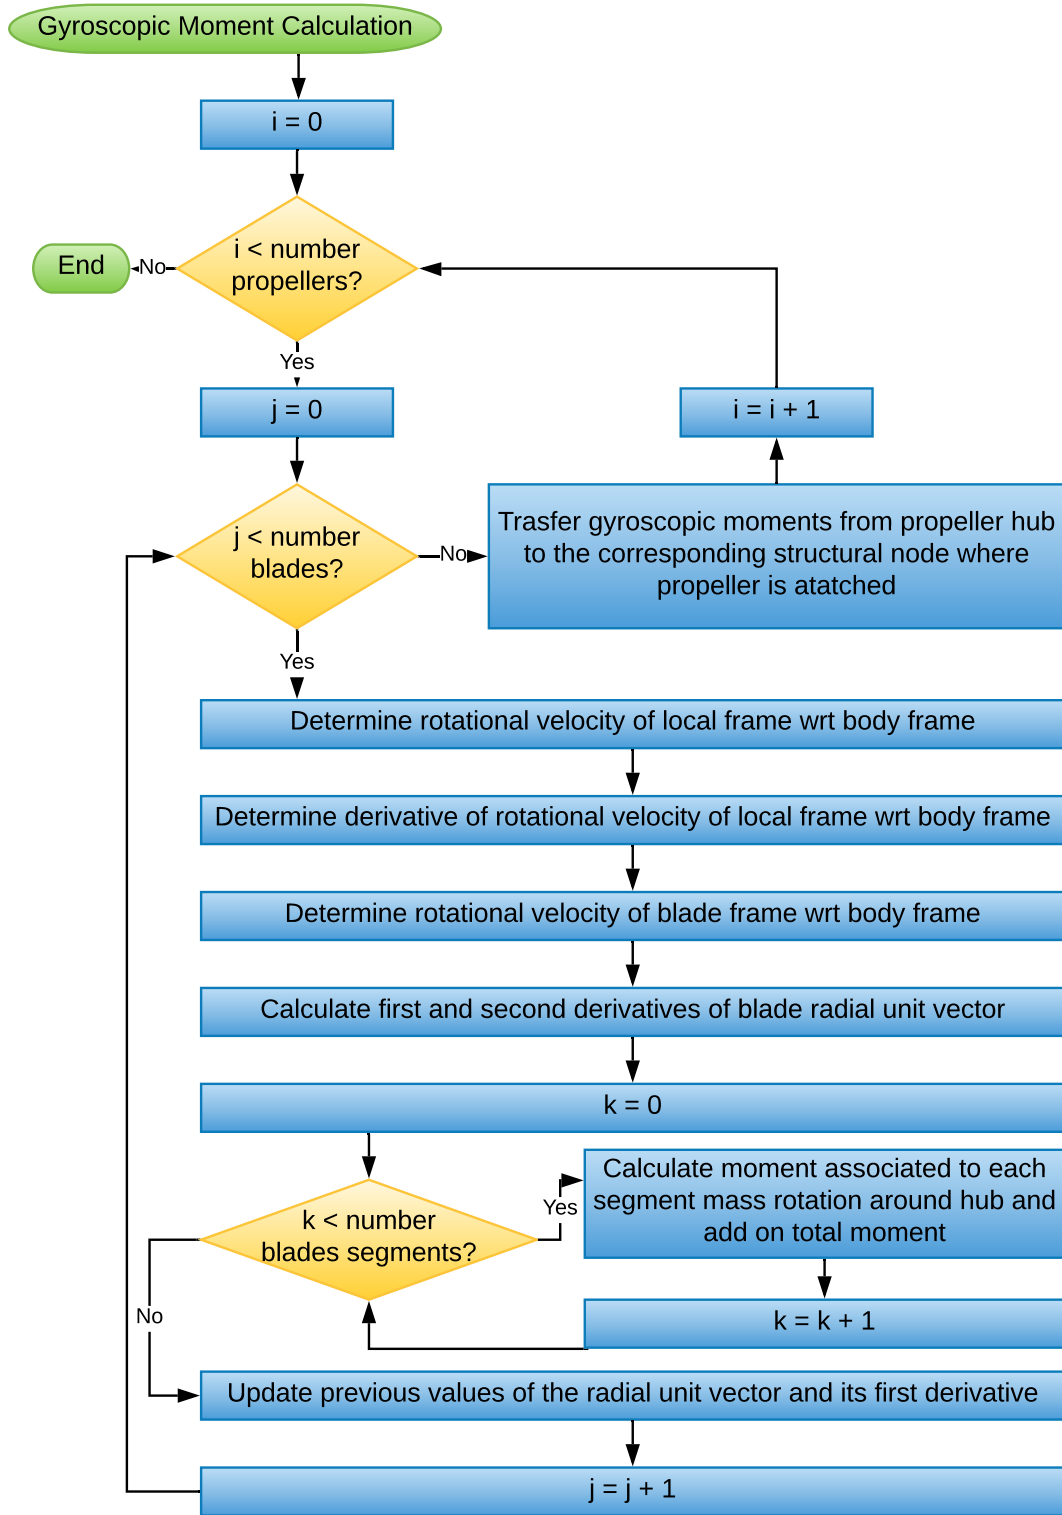 Gyroscopic Moment Calculation
i = 0
i < number
propellers?
No
End
Yes
j = 0
i = i + 1
j < number
blades?
No
Trasfer gyroscopic moments from propeller hub
to the corresponding structural node where
propeller is atatched
Yes
Determine rotational velocity of local frame wrt body frame
Determine derivative of rotational velocity of local frame wrt body frame
Determine rotational velocity of blade frame wrt body frame
Calculate first and second derivatives of blade radial unit vector
k = 0
k < number
blades segments?
Yes
Calculate moment associated to each
segment mass rotation around hub and
add on total moment
k = k + 1
No
Update previous values of the radial unit vector and its first derivative
j = j + 1